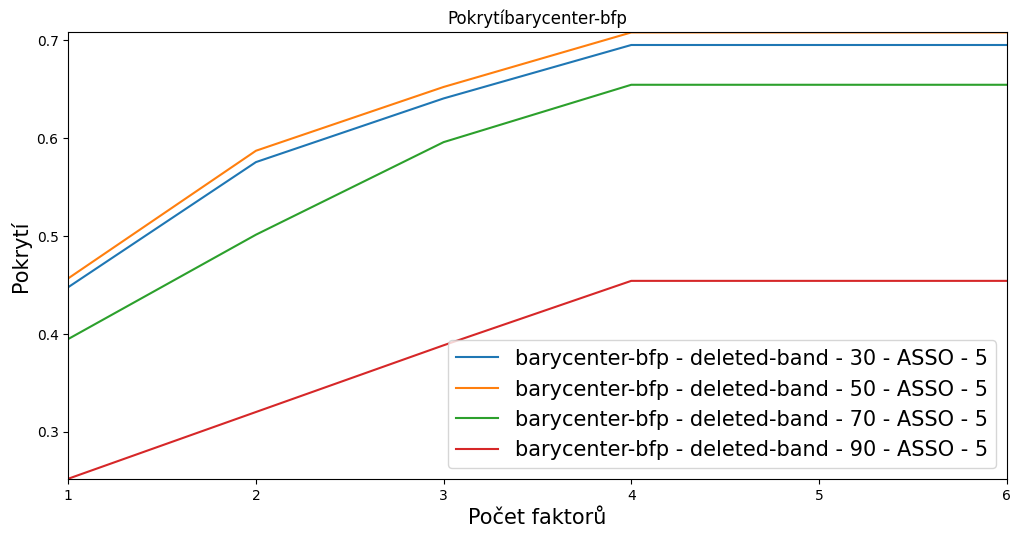 Pokrytíbarycenter-bfp
0.7
0.6
0.5
0.4
0.3
Pokrytí
barycenter-bfp - deleted-band - 30 - ASSO - 5
barycenter-bfp - deleted-band - 50 - ASSO - 5
barycenter-bfp - deleted-band - 70 - ASSO - 5
barycenter-bfp - deleted-band - 90 - ASSO - 5
1 2 3 4 5 6
Počet faktorů